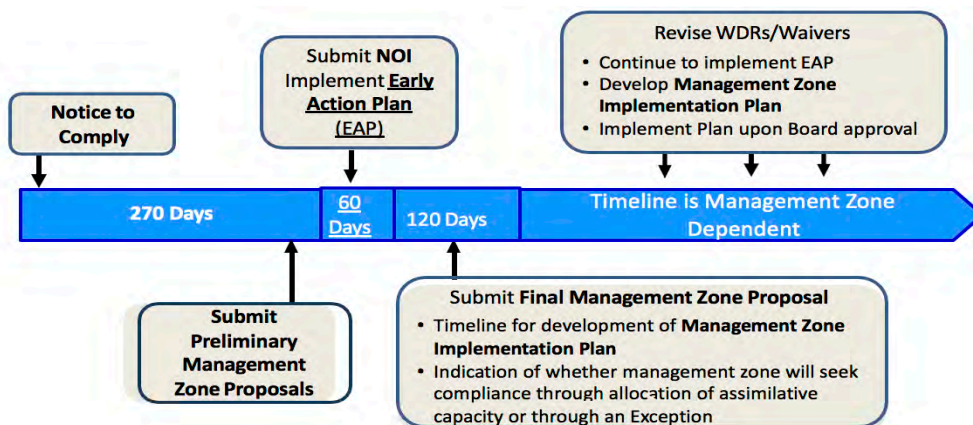 Notice to
Comply
Submit NOI
Implement Early
Action Plan
(EAP)
Revise WDRs/Waivers
• Continue to implement EAP
• Develop Management Zone
Implementation Plan
• Implement Plan upon Board approval
270 Days
60
Days
120 Days
Timeline is Management Zone
Dependent
Submit
Preliminary
Management
Zone Proposals
Submit Final Management Zone Proposal
• Timeline for development of Management Zone
Implementation Plan
• Indication of whether management zone will seek
compliance through allocation of assimilative
capacity or through an Exception